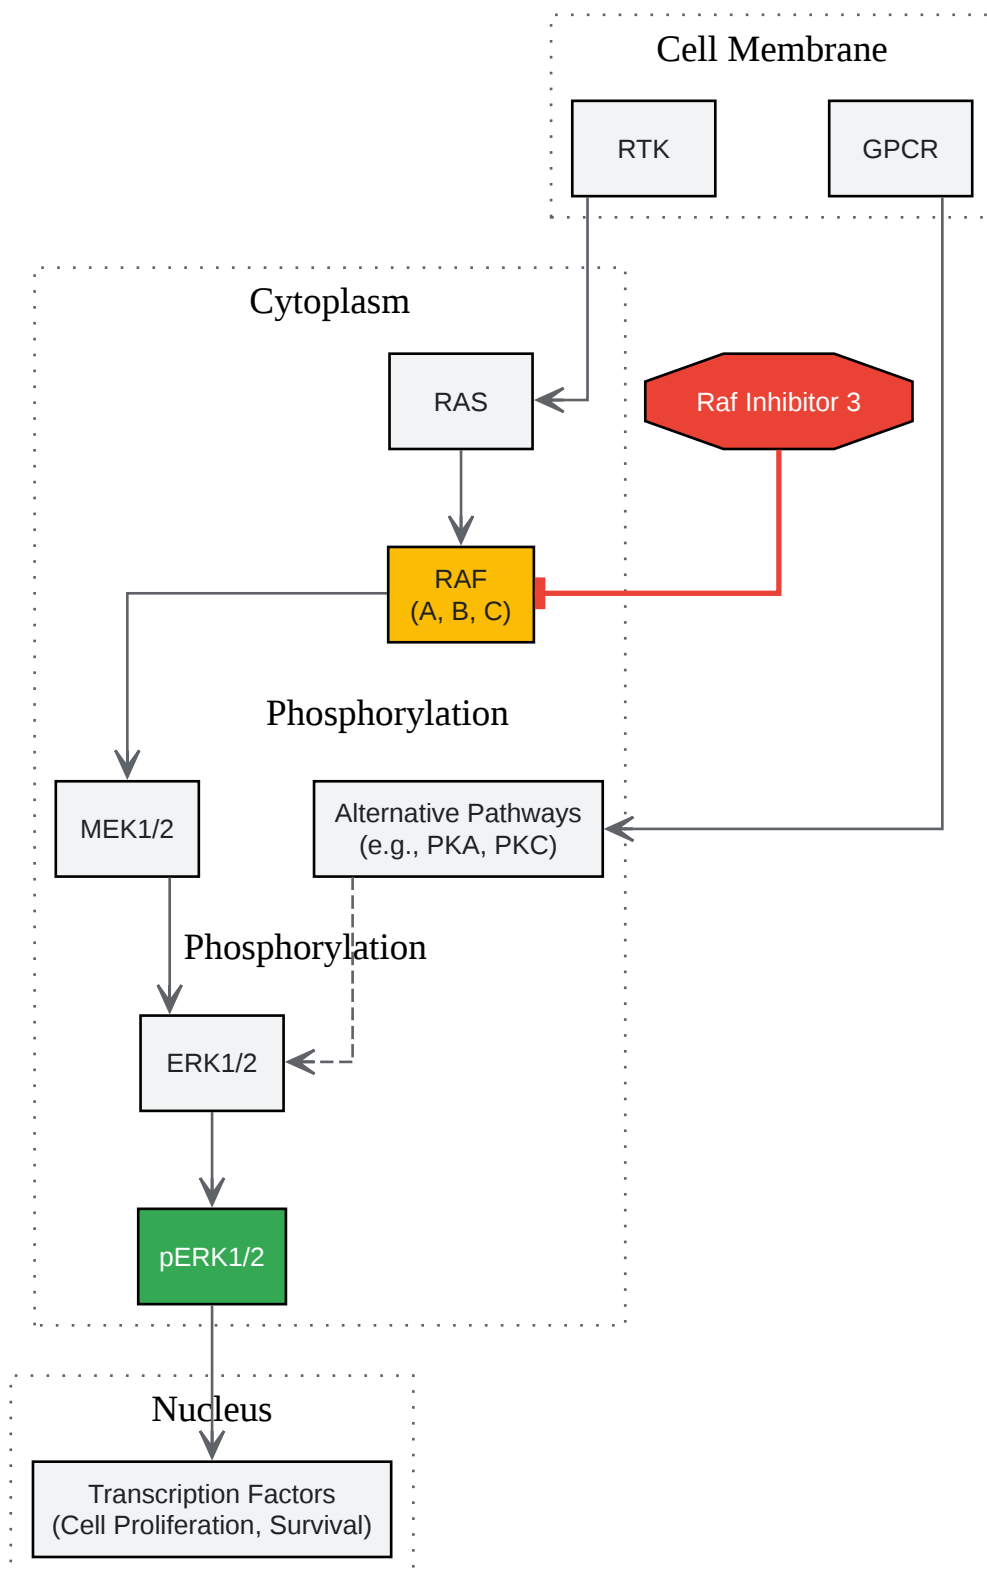 Cell Membrane
RTK
GPCR
Cytoplasm
RAS
Raf Inhibitor 3
RAF
(A, B, C)
Phosphorylation
MEK1/2
Alternative Pathways
(e.g., PKA, PKC)
Phosphorylation
ERK1/2
pERK1/2
Nucleus
Transcription Factors
(Cell Proliferation, Survival)